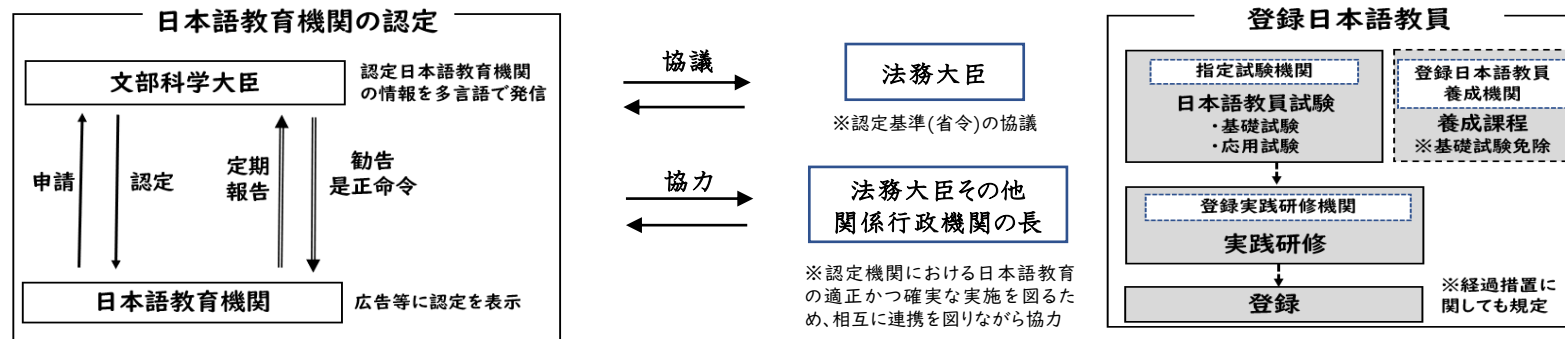 日本語教育機関の認定
文部科学大臣
認定日本語教育機関
の情報を多言語で発信
申請
認定
定期
報告
勧告
是正命令
日本語教育機関
広告等に認定を表示
協議
法務大臣
※認定基準(省令)の協議
協力
法務大臣その他
関係行政機関の長
※認定機関における日本語教育
の適正かつ確実な実施を図るた
め、相互に連携を図りながら協力
登録日本語教員
指定試験機関
日本語教員試験
・基礎試験
・応用試験
登録日本語教員
養成機関
養成課程
※基礎試験免除
登録実践研修機関
実践研修
登録
※経過措置に
関しても規定